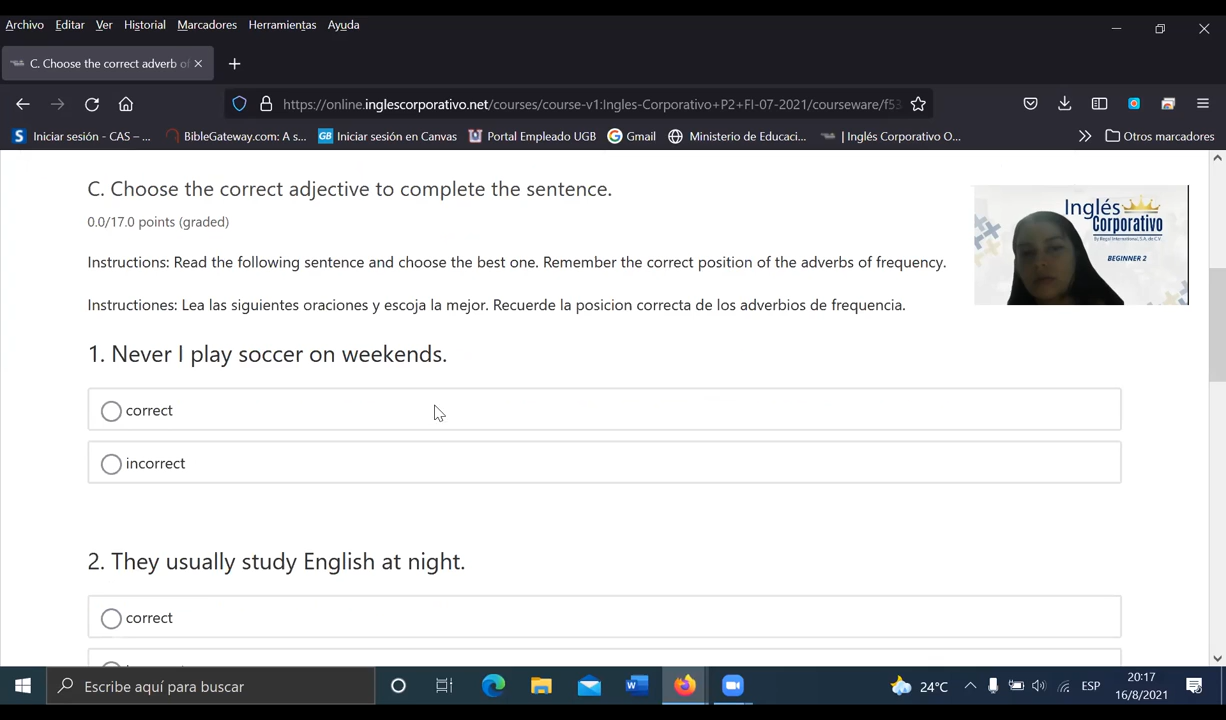 Archivo Editar Ver Historial Marcadores Herramientas Ayuda
C. Choose the correct adverb of
https://online.inglescorporativo.net/courses/course-v1:Ingles-Corporativo+P2+FI-07-2021/courseware/f53
Iniciar sesión - CAS – ... BibleGateway.com: A s... Iniciar sesión en Canvas Portal Empleado UGB Gmail Ministerio de Educaci... | Inglés Corporativo O... Otros marcadores
C. Choose the correct adjective to complete the sentence.
0.0/17.0 points (graded)
Instructions: Read the following sentence and choose the best one. Remember the correct position of the adverbs of frequency.
Instructiones: Lea las siguientes oraciones y escoja la mejor. Recuerde la posicion correcta de los adverbios de frecuencia.
Inglés
Corporativo
By Regal International, S.A. de C.V.
BEGINNER 2
1. Never I play soccer on weekends.
correct
incorrect
2. They usually study English at night.
correct
Escribe aquí para buscar
24°C
ESP
20:17
16/8/2021